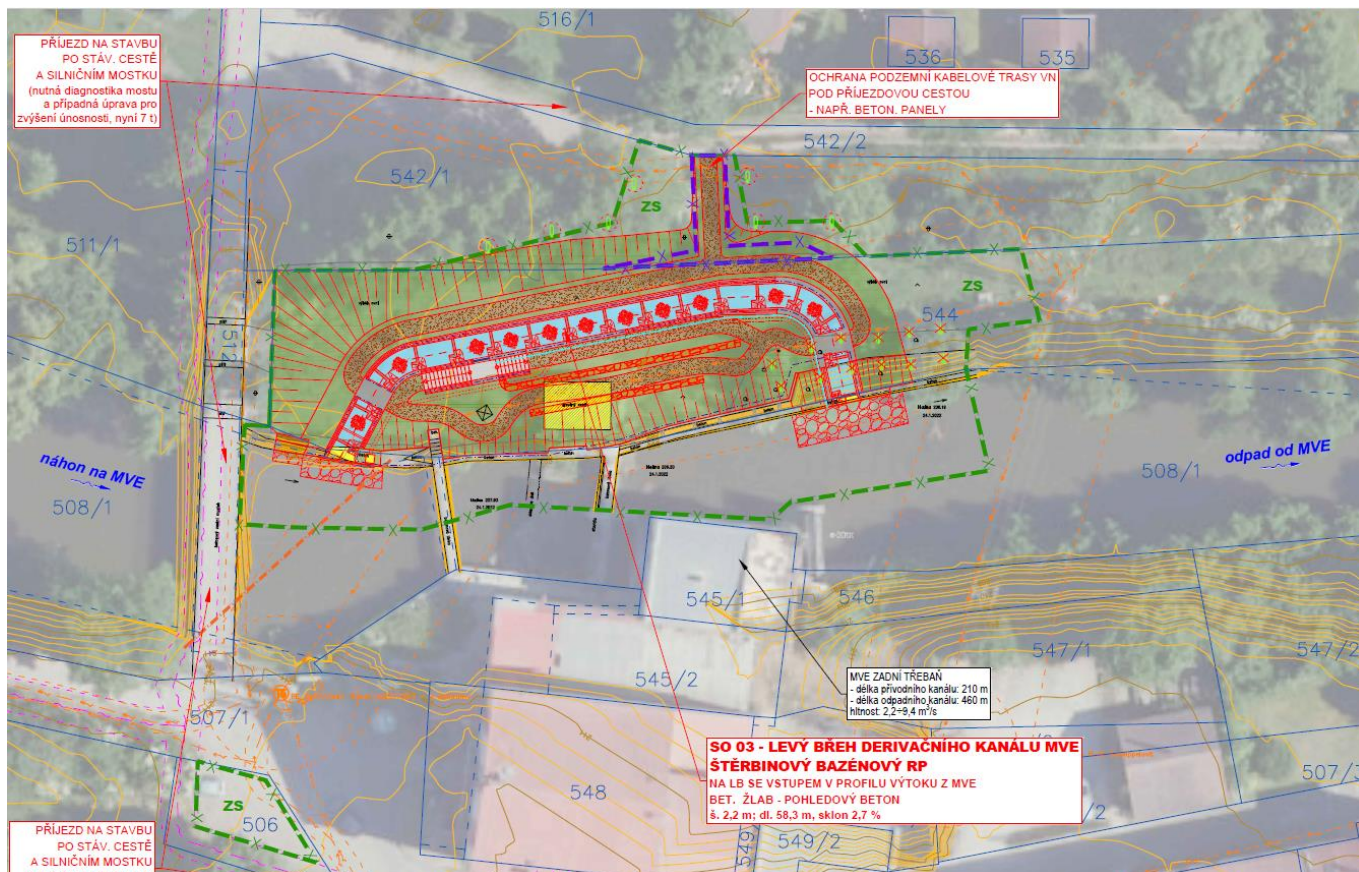 516/1
536
535
PŘÍJEZD NA STAVBU
PO STÁV. CESTĚ
A SILNIČNÍM MOSTKU
(nutná diagnostika mostu
a případná úprava pro
zvýšení únosnosti, nyní 7 t)
OCHRANA PODZEMNÍ KABELOVÉ TRASY VN
POD PŘÍJEZDOVOU CESTOU
- NAPŘ. BETON. PANELY
542/2
542/1
ZS
511/1
ZS
544
512
náhon na MVE
508/1
odpad od MVE
508/1
545/1
546
547/1
547/2
545/2
MVE ZADNÍ TŘEBAŇ
- délka přívodního kanálu: 210 m
- délka odpadního kanálu: 460 m
hltnost: 2,2÷9,4 m³/s
507/1
SO 03 - LEVÝ BŘEH DERIVAČNÍHO KANÁLU MVE
ŠTĚRBINOVÝ BAZÉNOVÝ RP
NA LB SE VSTUPEM V PROFILU VÝTOKU Z MVE
BET. ŽLAB - POHLEDOVÝ BETON
š. 2,2 m; dl. 58,3 m, sklon 2,7 %
507/3
548
ZS
506
PŘÍJEZD NA STAVBU
PO STÁV. CESTĚ
A SILNIČNÍM MOSTKU
549
549/2